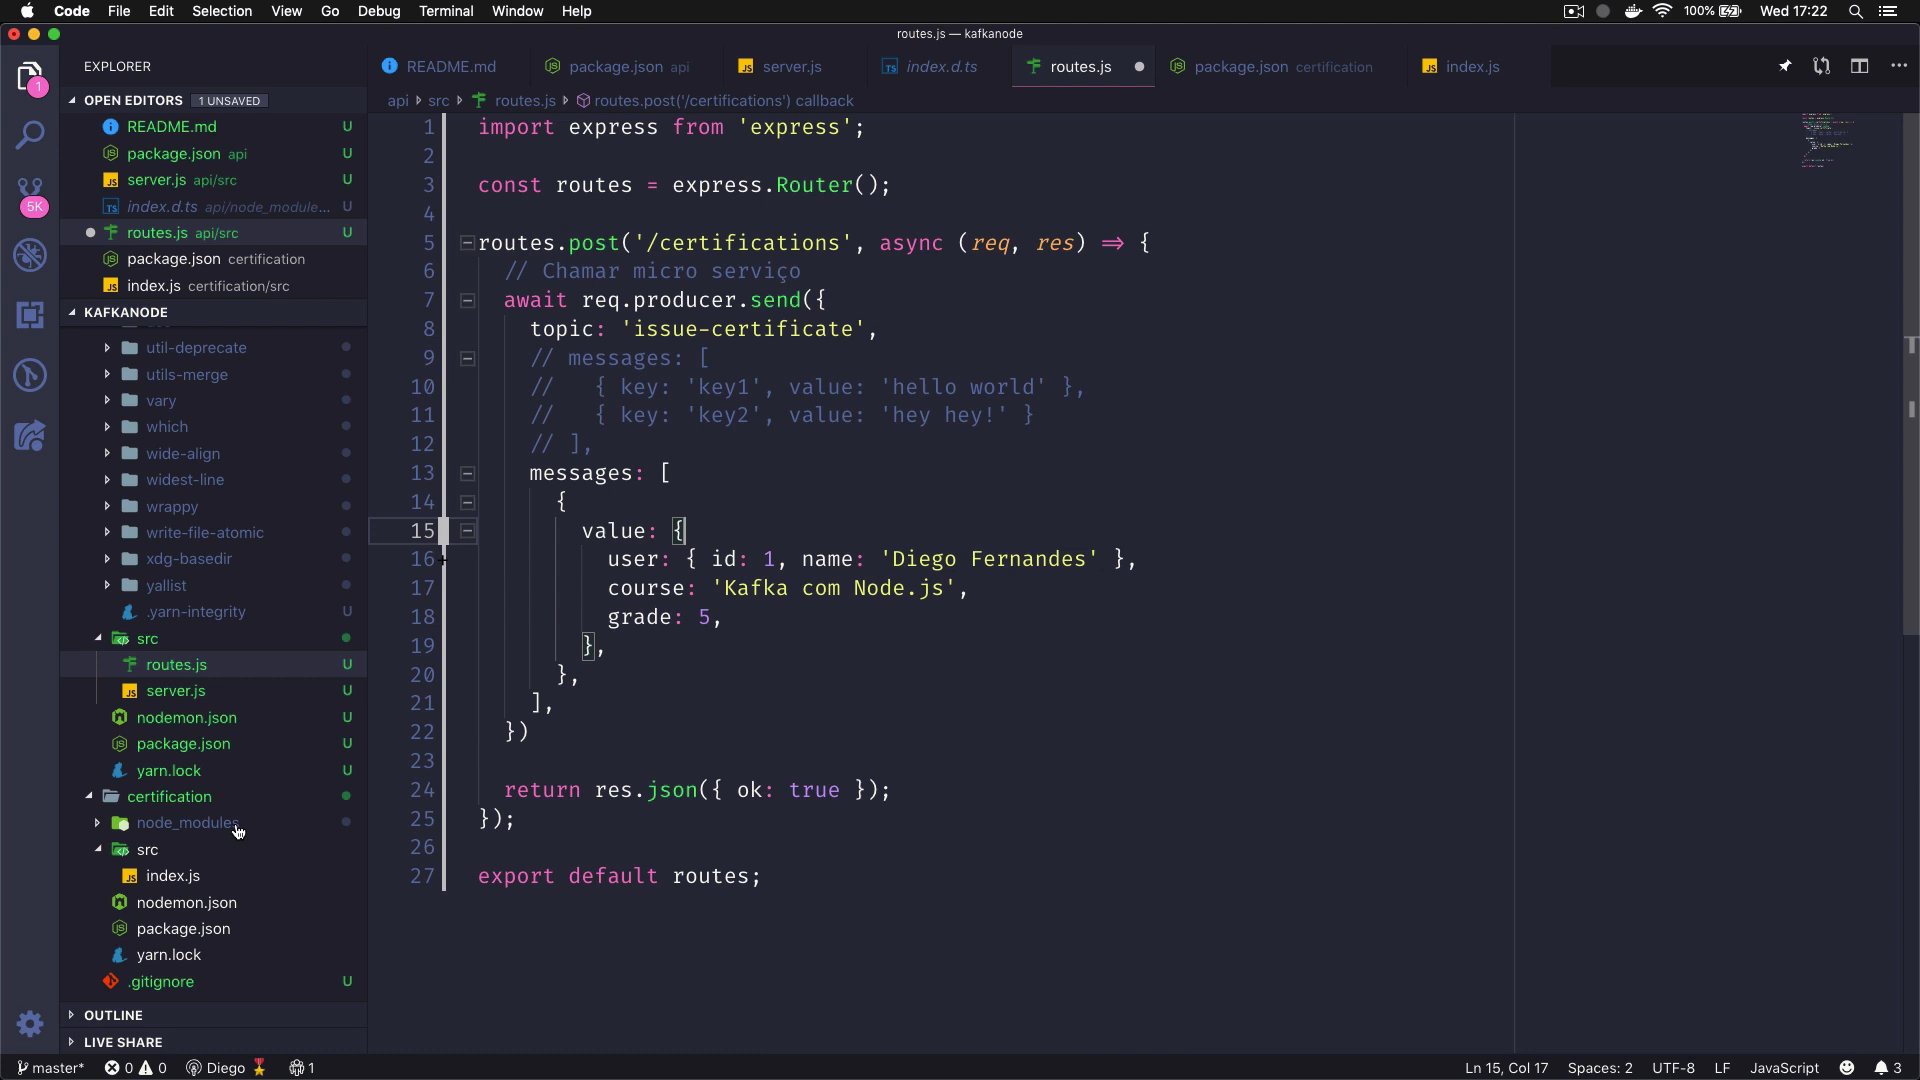 Code File Edit Selection View Go Debug Terminal Window Help 100% Wed 17:22
routes.js — kafkanode
EXPLORER
README.md package.json api server.js index.d.ts routes.js package.json certification index.js
OPEN EDITORS 1 UNSAVED
api src routes.js routes.post('/certifications') callback
README.md U
package.json api U
server.js api/src U
index.d.ts api/node_module... U
routes.js api/src U
package.json certification
index.js certification/src
KAFKANODE
util-deprecate
utils-merge
vary
which
wide-align
widest-line
wrappy
write-file-atomic
xdg-basedir
yallist
.yarn-integrity U
src
routes.js U
server.js U
nodemon.json U
package.json U
yarn.lock U
certification
node_modules
src
index.js
nodemon.json
package.json
yarn.lock
.gitignore U
OUTLINE
LIVE SHARE
1
5K
1 import express from 'express';
2
3 const routes = express.Router();
4
5 routes.post('/certifications', async (req, res) => {
6 // Chamar micro serviço
7 await req.producer.send({
8 topic: 'issue-certificate',
9 // messages: [
10 // { key: 'key1', value: 'hello world' },
11 // { key: 'key2', value: 'hey hey!' }
12 // ],
13 messages: [
14 {
15 value: {
16 user: { id: 1, name: 'Diego Fernandes' },
17 course: 'Kafka com Node.js',
18 grade: 5,
19 },
20 },
21 ],
22 })
23
24 return res.json({ ok: true });
25 });
26
27 export default routes;
master* 0 0 Diego 1 Ln 15, Col 17 Spaces: 2 UTF-8 LF JavaScript 3